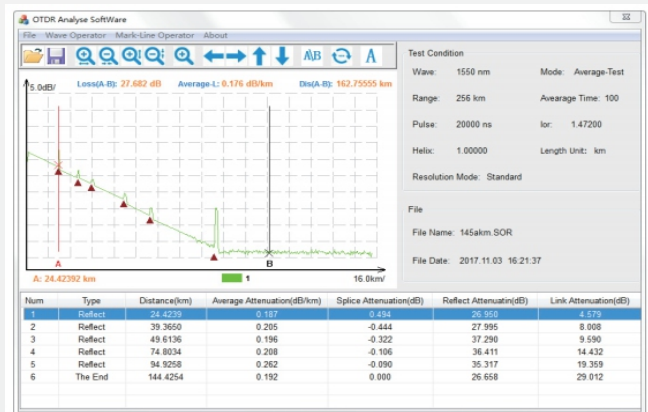 OTDR Analyse SoftWare
File Wave Operator Mark-Line Operator About
A\B A
5.0dB/ Loss(A-B): 27.682 dB Average-L: 0.176 dB/km Dis(A-B): 162.75555 km
A B
A: 24.42392 km 1 16.0km/
Test Condition
Wave: 1550 nm Mode: Average-Test
Range: 256 km Avearage Time: 100
Pulse: 20000 ns Ior: 1.47200
Helix: 1.00000 Length Unit: km
Resolution Mode: Standard
File
File Name: 145akm.SOR
File Date: 2017.11.03 16:21:37
Num Type Distance(km) Average Attenuation(dB/km) Splice Attenuation(dB) Reflect Attenuatin(dB) Link Attenuation(dB)
1 Reflect 24.4239 0.187 0.494 26.950 4.579
2 Reflect 39.3650 0.205 -0.444 27.995 8.008
3 Reflect 49.6136 0.196 -0.322 37.290 9.590
4 Reflect 74.8034 0.208 -0.106 36.411 14.432
5 Reflect 94.9258 0.262 -0.090 35.317 19.359
6 The End 144.4254 0.192 0.000 26.658 29.012